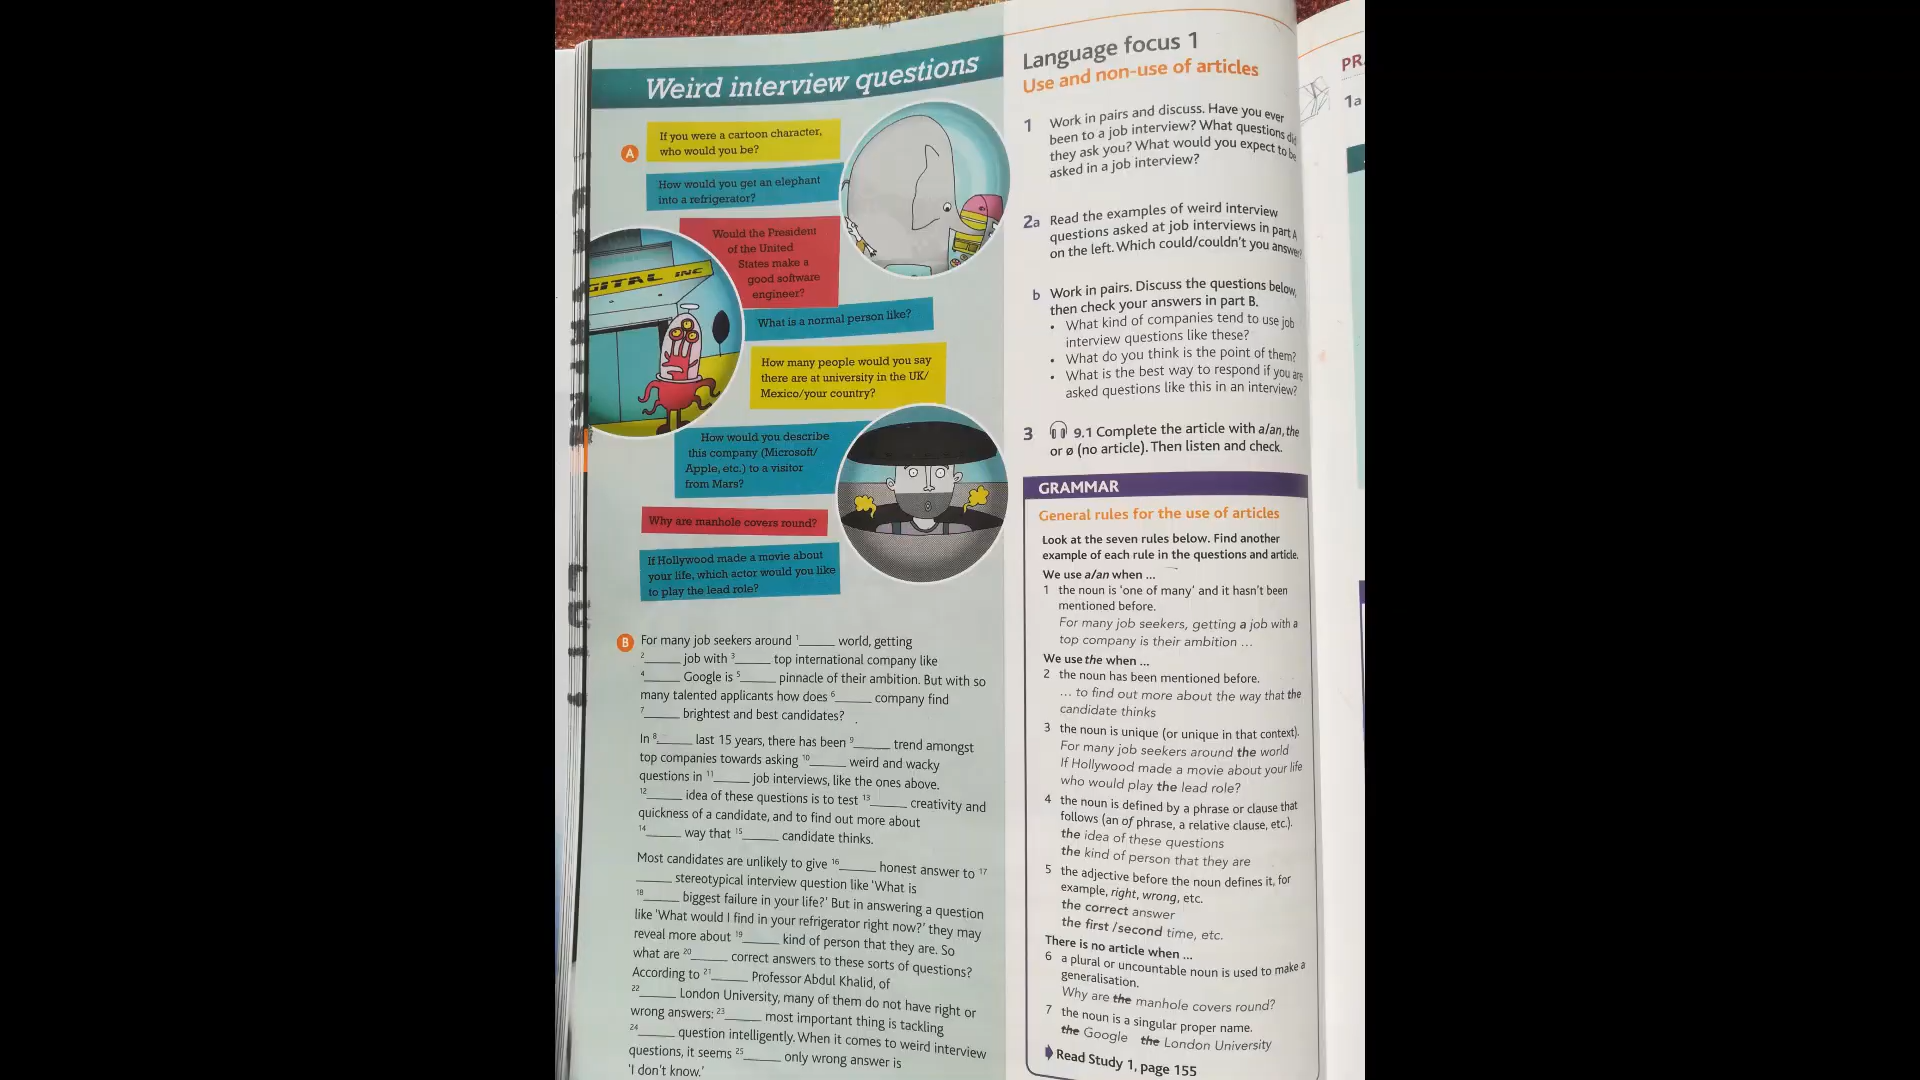 Weird interview questions
A
If you were a cartoon character,
who would you be?
How would you get an elephant
into a refrigerator?
Would the President
of the United
States make a
good software
engineer?
GITAL INC
What is a normal person like?
How many people would you say
there are at university in the UK/
Mexico/your country?
How would you describe
this company (Microsoft/
Apple, etc.) to a visitor
from Mars?
Why are manhole covers round?
If Hollywood made a movie about
your life, which actor would you like
to play the lead role?
B
For many job seekers around 1_____ world, getting
2_____ job with 3_____ top international company like
4_____ Google is 5_____ pinnacle of their ambition. But with so
many talented applicants how does 6_____ company find
7_____ brightest and best candidates?
In 8_____ last 15 years, there has been 9_____ trend amongst
top companies towards asking 10_____ weird and wacky
questions in 11_____ job interviews, like the ones above.
12_____ idea of these questions is to test 13_____ creativity and
quickness of a candidate, and to find out more about
14_____ way that 15_____ candidate thinks.
Most candidates are unlikely to give 16_____ honest answer to 17
_____ stereotypical interview question like 'What is
18_____ biggest failure in your life?' But in answering a question
like 'What would I find in your refrigerator right now?' they may
reveal more about 19_____ kind of person that they are. So
what are 20_____ correct answers to these sorts of questions?
According to 21_____ Professor Abdul Khalid, of
22_____ London University, many of them do not have right or
wrong answers: 23_____ most important thing is tackling
24_____ question intelligently. When it comes to weird interview
questions, it seems 25_____ only wrong answer is
'I don't know.'
Language focus 1
Use and non-use of articles
1 Work in pairs and discuss. Have you ever
been to a job interview? What questions did
they ask you? What would you expect to be
asked in a job interview?
2a Read the examples of weird interview
questions asked at job interviews in part A
on the left. Which could/couldn't you answer?
b Work in pairs. Discuss the questions below,
then check your answers in part B.
• What kind of companies tend to use job
interview questions like these?
• What do you think is the point of them?
• What is the best way to respond if you are
asked questions like this in an interview?
3 9.1 Complete the article with a/an, the
or ø (no article). Then listen and check.
GRAMMAR
General rules for the use of articles
Look at the seven rules below. Find another
example of each rule in the questions and article.
We use a/an when ...
1 the noun is 'one of many' and it hasn't been
mentioned before.
For many job seekers, getting a job with a
top company is their ambition ...
We use the when ...
2 the noun has been mentioned before.
... to find out more about the way that the
candidate thinks
3 the noun is unique (or unique in that context).
For many job seekers around the world
If Hollywood made a movie about your life
who would play the lead role?
4 the noun is defined by a phrase or clause that
follows (an of phrase, a relative clause, etc.).
the idea of these questions
the kind of person that they are
5 the adjective before the noun defines it, for
example, right, wrong, etc.
the correct answer
the first /second time, etc.
There is no article when ...
6 a plural or uncountable noun is used to make a
generalisation.
Why are the manhole covers round?
7 the noun is a singular proper name.
the Google the London University
Read Study 1, page 155
PR
1a